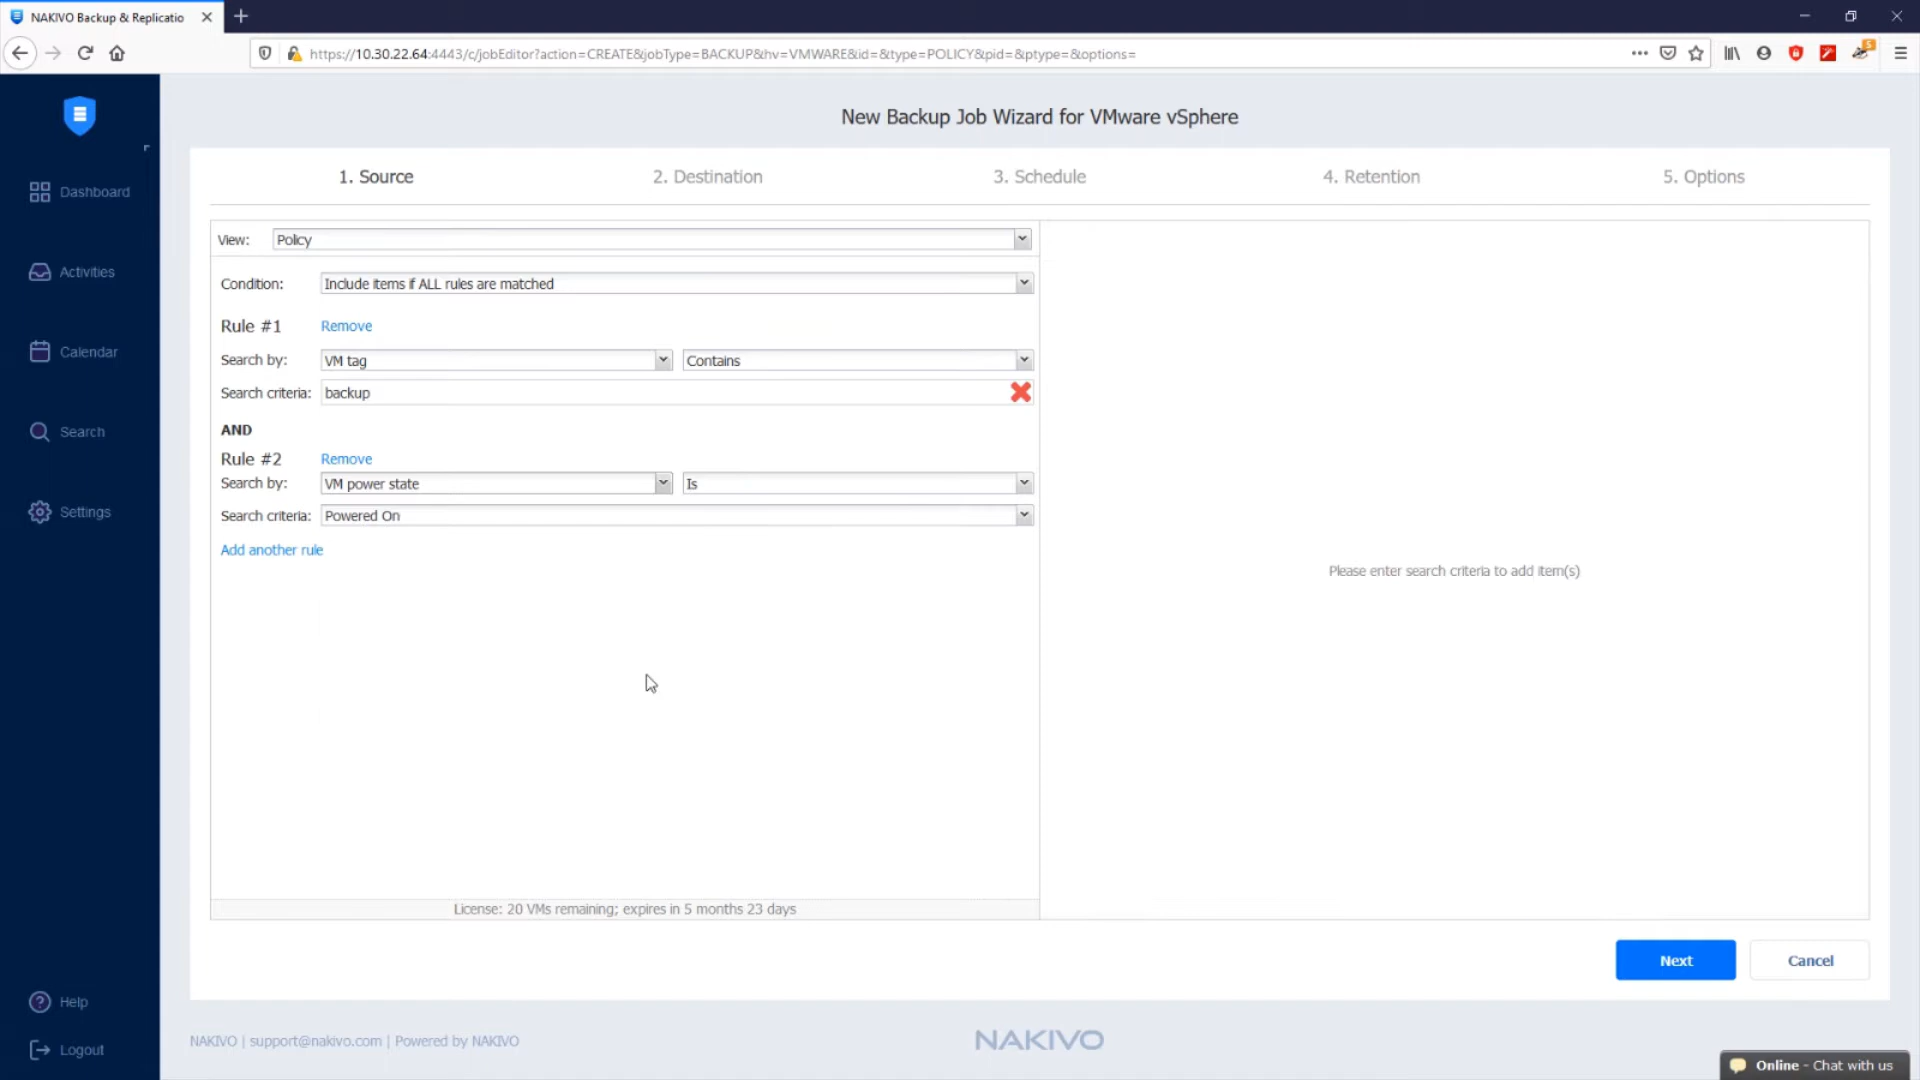 NAKIVO Backup & Replicatio
https://10.30.22.64:4443/c/jobEditor?action=CREATE&jobType=BACKUP&hv=VMWARE&id=&type=POLICY&pid=&ptype=&options=
5
New Backup Job Wizard for VMware vSphere
1. Source
2. Destination
3. Schedule
4. Retention
5. Options
Dashboard
Activities
Calendar
Search
Settings
Help
Logout
View:
Policy
Condition:
Include items if ALL rules are matched
Rule #1
Remove
Search by:
VM tag
Contains
Search criteria:
backup
AND
Rule #2
Remove
Search by:
VM power state
Is
Search criteria:
Powered On
Add another rule
License: 20 VMs remaining; expires in 5 months 23 days
Please enter search criteria to add item(s)
Next
Cancel
NAKIVO | support@nakivo.com | Powered by NAKIVO
NAKIVO
Online - Chat with us